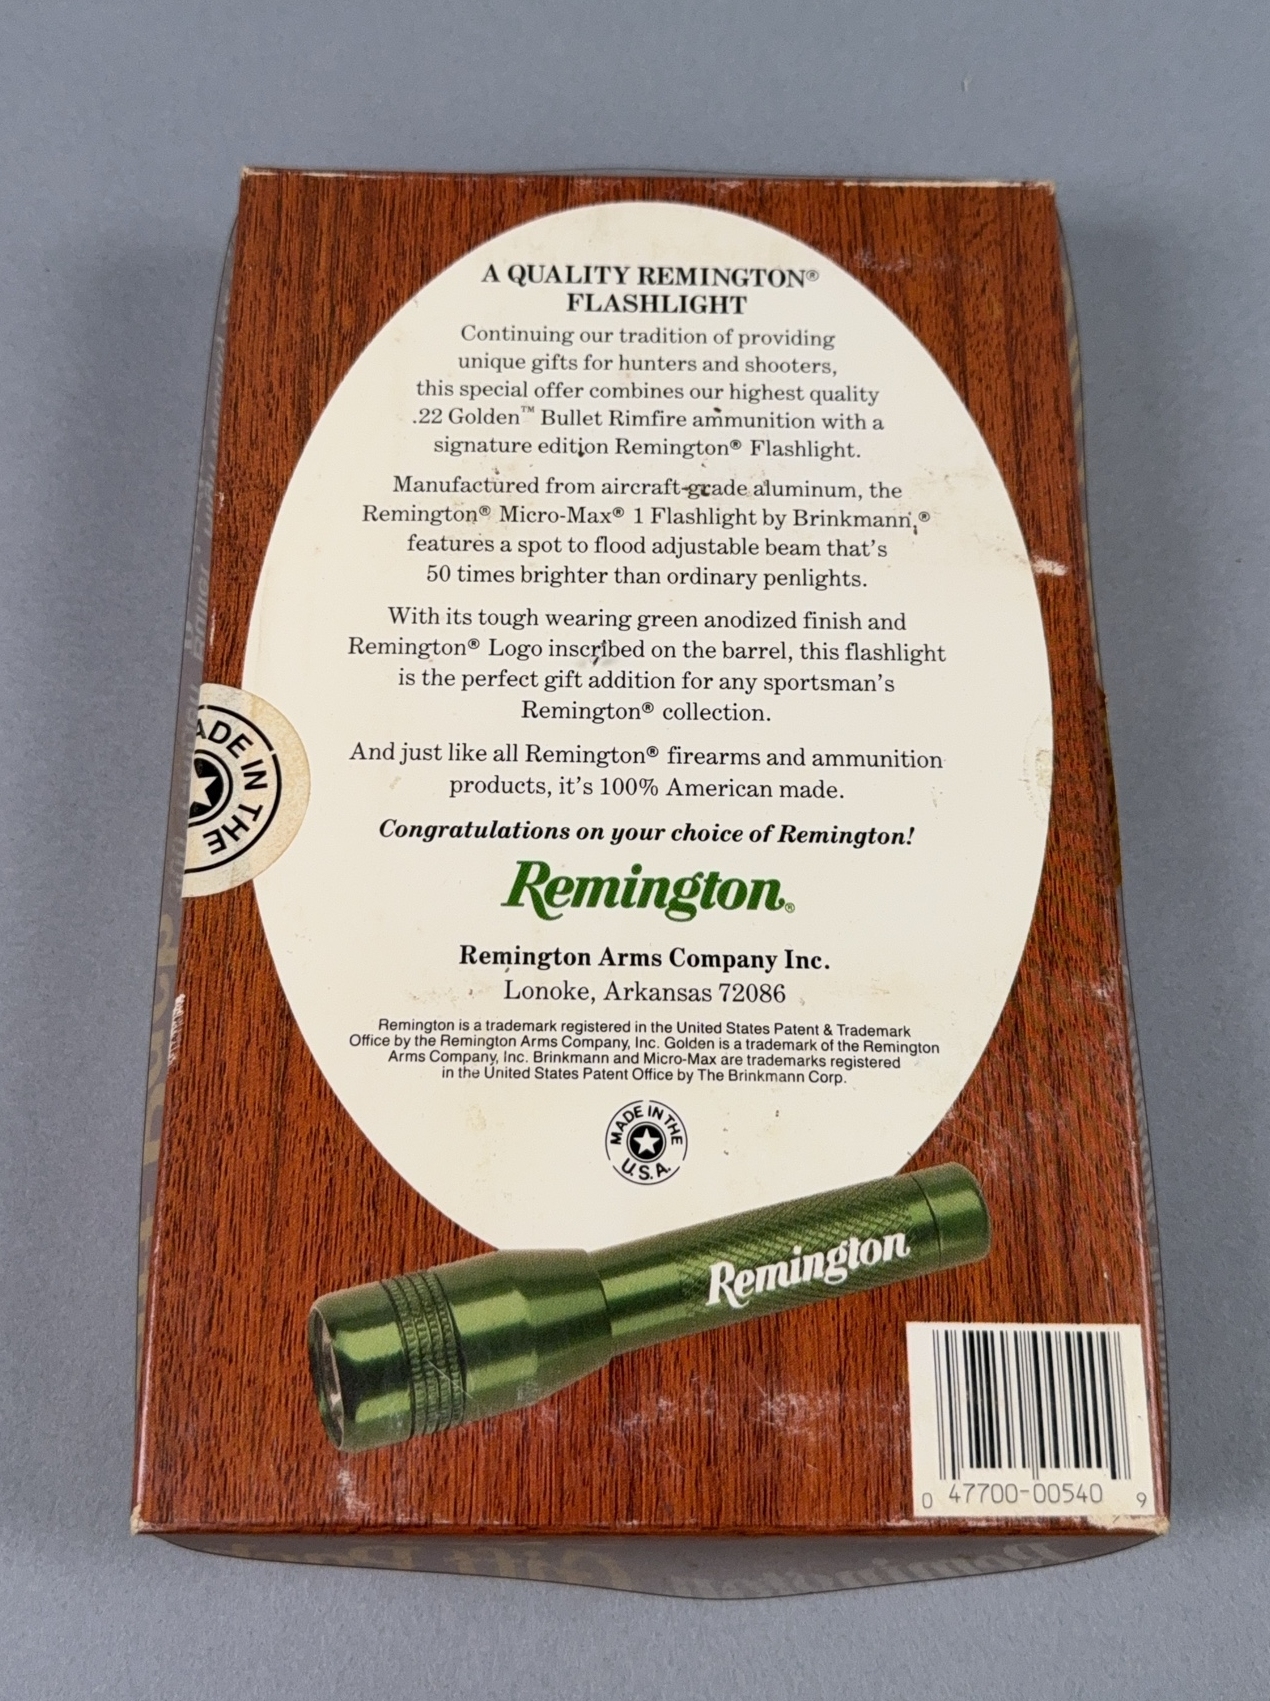 A QUALITY REMINGTON®
FLASHLIGHT
Continuing our tradition of providing
unique gifts for hunters and shooters,
this special offer combines our highest quality
.22 Golden™ Bullet Rimfire ammunition with a
signature edition Remington® Flashlight.
Manufactured from aircraft-grade aluminum, the
Remington® Micro-Max® 1 Flashlight by Brinkmann,®
features a spot to flood adjustable beam that's
50 times brighter than ordinary penlights.
With its tough wearing green anodized finish and
Remington® Logo inscribed on the barrel, this flashlight
is the perfect gift addition for any sportsman's
Remington® collection.
And just like all Remington® firearms and ammunition
products, it's 100% American made.
Congratulations on your choice of Remington!
Remington®
Remington Arms Company Inc.
Lonoke, Arkansas 72086
Remington is a trademark registered in the United States Patent & Trademark
Office by the Remington Arms Company, Inc. Golden is a trademark of the Remington
Arms Company, Inc. Brinkmann and Micro-Max are trademarks registered
in the United States Patent Office by The Brinkmann Corp.
MADE IN THE
U.S.A.
ADE IN THE
Remington
0 47700-00540 9
Gift Pack
Remington